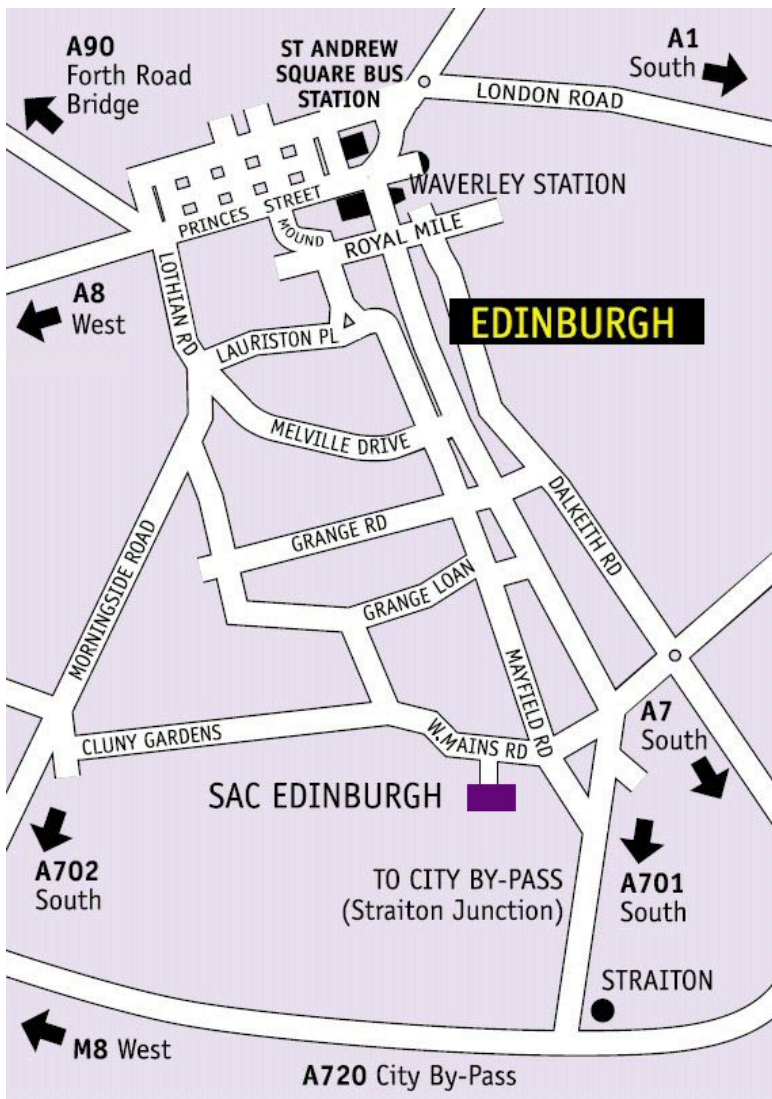 A90
Forth Road
Bridge
ST ANDREW
SQUARE BUS
STATION
A1
South
LONDON ROAD
WAVERLEY STATION
PRINCES STREET
MOUND
ROYAL MILE
LOTHIAN RD
A8
West
EDINBURGH
LAURISTON PL
MELVILLE DRIVE
DALKEITH RD
GRANGE RD
MORNINGSIDE ROAD
GRANGE LOAN
MAYFIELD RD
A7
South
CLUNY GARDENS
W.MAINS RD
SAC EDINBURGH
A702
South
TO CITY BY-PASS
(Straiton Junction)
A701
South
STRAITON
M8 West
A720 City By-Pass